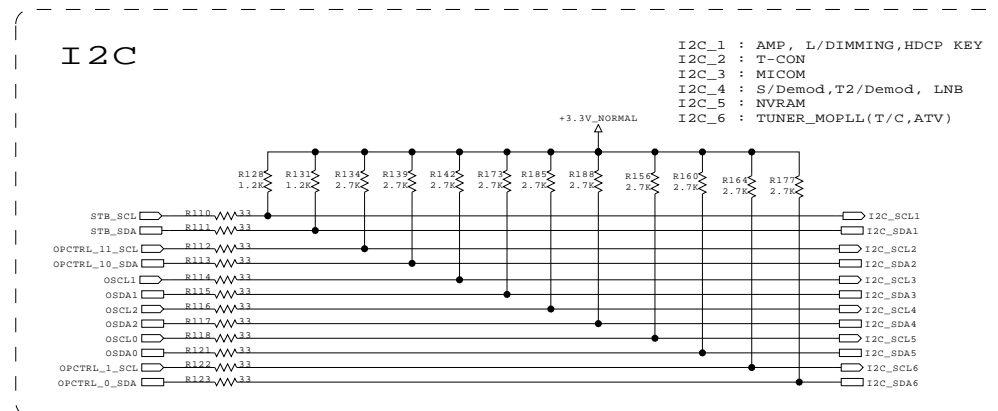 I2C
I2C_1 : AMP, L/DIMMING,HDCP KEY
I2C_2 : T-CON
I2C_3 : MICOM
I2C_4 : S/Demod,T2/Demod, LNB
I2C_5 : NVRAM
I2C_6 : TUNER_MOPLL(T/C,ATV)
+3.3V_NORMAL
R128 R131 R134 R139 R142 R173 R185 R188 R156 R160 R164 R177
1.2K 1.2K 2.7K 2.7K 2.7K 2.7K 2.7K 2.7K 2.7K 2.7K 2.7K 2.7K
STB_SCL R110 33 I2C_SCL1
STB_SDA R111 33 I2C_SDA1
OPCTRL_11_SCL R112 33 I2C_SCL2
OPCTRL_10_SDA R113 33 I2C_SDA2
OSCL1 R114 33 I2C_SCL3
OSDA1 R115 33 I2C_SDA3
OSCL2 R116 33 I2C_SCL4
OSDA2 R117 33 I2C_SDA4
OSCL0 R118 33 I2C_SCL5
OSDA0 R121 33 I2C_SDA5
OPCTRL_1_SCL R122 33 I2C_SCL6
OPCTRL_0_SDA R123 33 I2C_SDA6